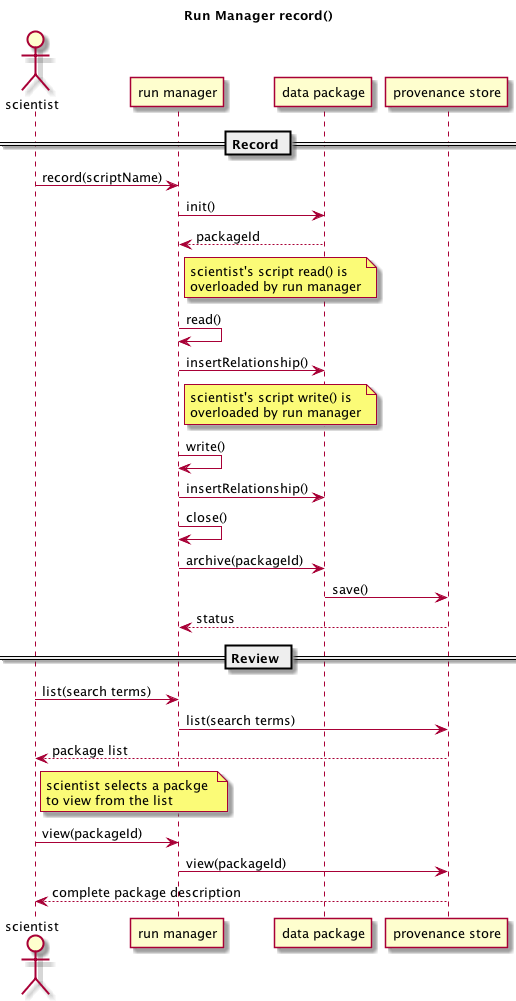 Run Manager record()
scientist
run manager
data package
provenance store
Record
record(scriptName)
init()
packageId
scientist's script read() is
overloaded by run manager
read()
insertRelationship()
scientist's script write() is
overloaded by run manager
write()
insertRelationship()
close()
archive(packageId)
save()
status
Review
list(search terms)
list(search terms)
package list
scientist selects a packge
to view from the list
view(packageId)
view(packageId)
complete package description
scientist
run manager
data package
provenance store